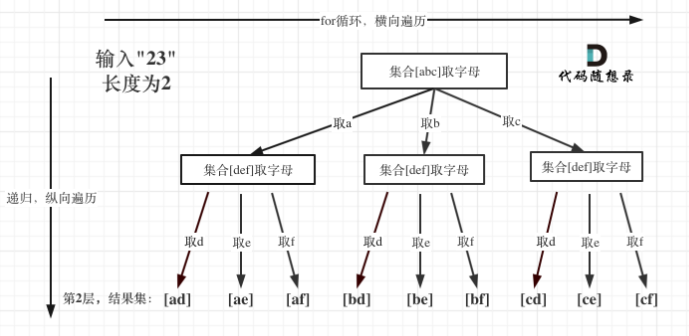 for循环，横向遍历
输入"23"
长度为2
集合[abc]取字母
代码随想录
取a
取b
取c
集合[def]取字母
集合[def]取字母
集合[def]取字母
递归，纵向遍历
取d
取e
取f
取d
取e
取f
取d
取e
取f
第2层，结果集： [ad] [ae] [af] [bd] [be] [bf] [cd] [ce] [cf]